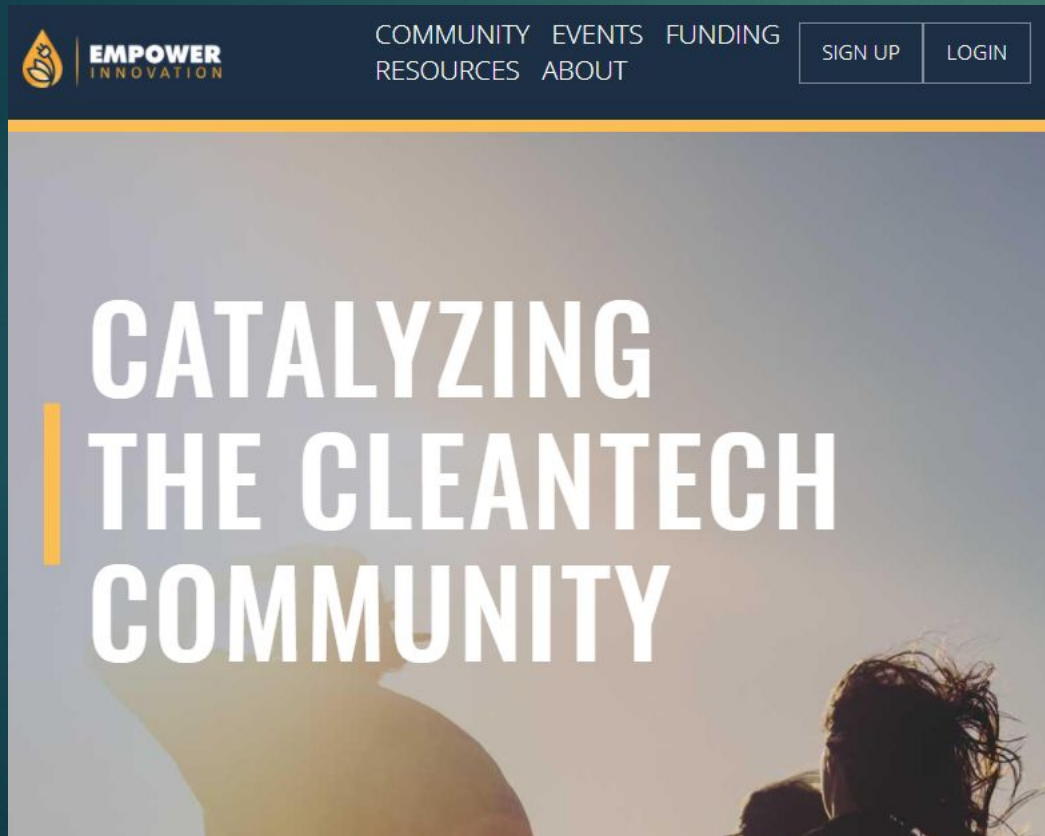 EMPOWER
INNOVATION
COMMUNITY EVENTS FUNDING
RESOURCES ABOUT
SIGN UP
LOGIN
CATALYZING
THE CLEANTECH
COMMUNITY